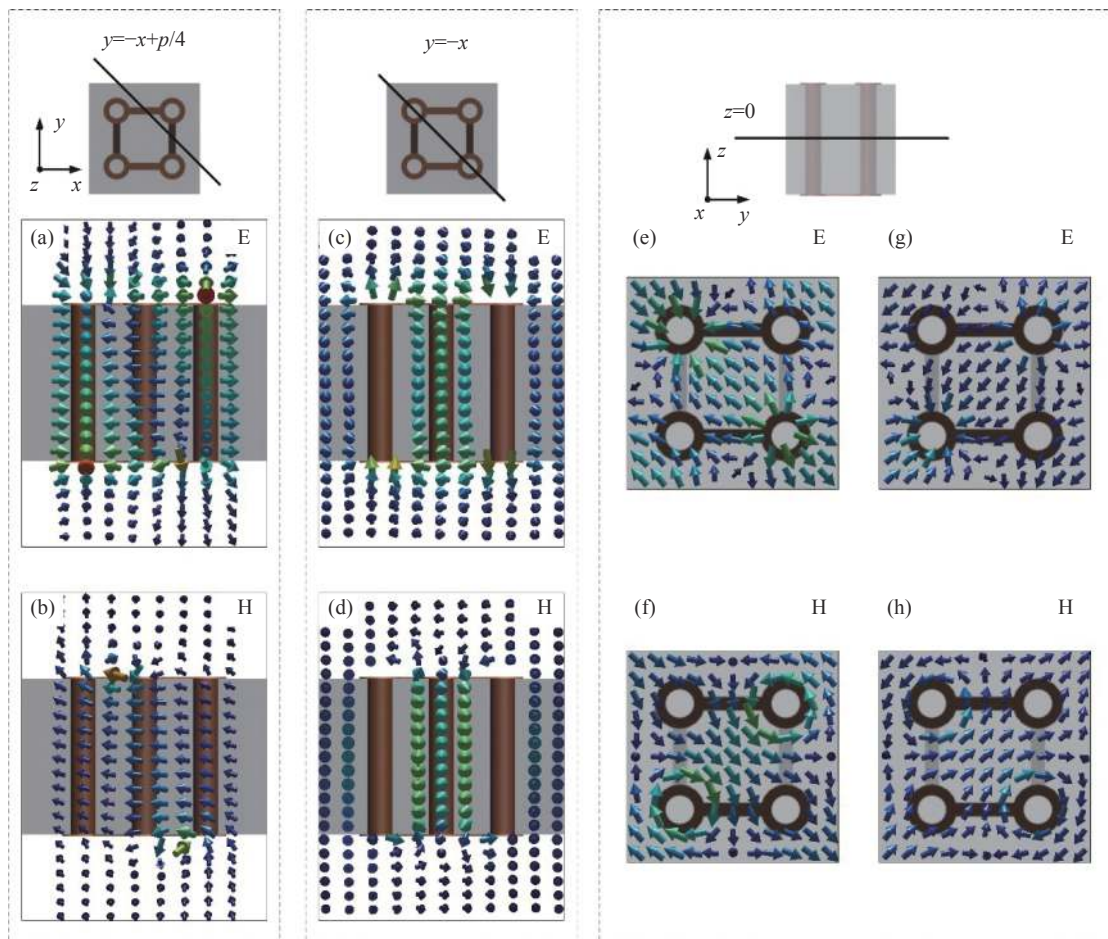 y=−x+p/4
y
z
x
(a)
E
(b)
H
y=−x
(c)
E
(d)
H
z=0
z
x
y
(e)
E
(g)
E
(f)
H
(h)
H